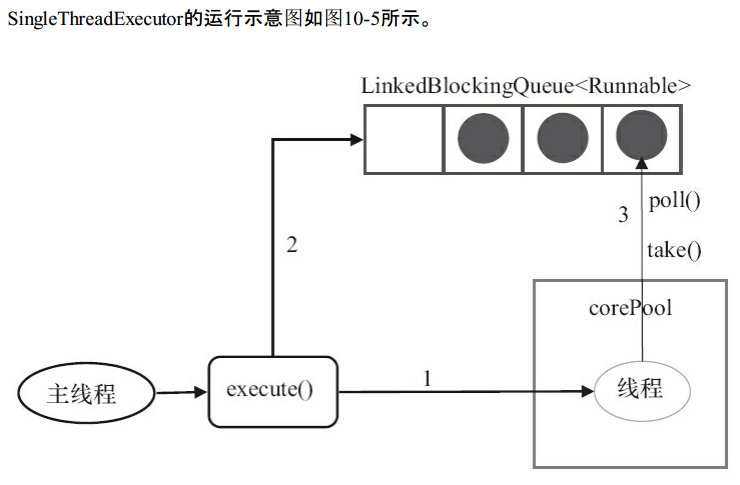 SingleThreadExecutor的运行示意图如图10-5所示。
LinkedBlockingQueue<Runnable>
2
3
poll()
take()
corePool
主线程
execute()
1
线程